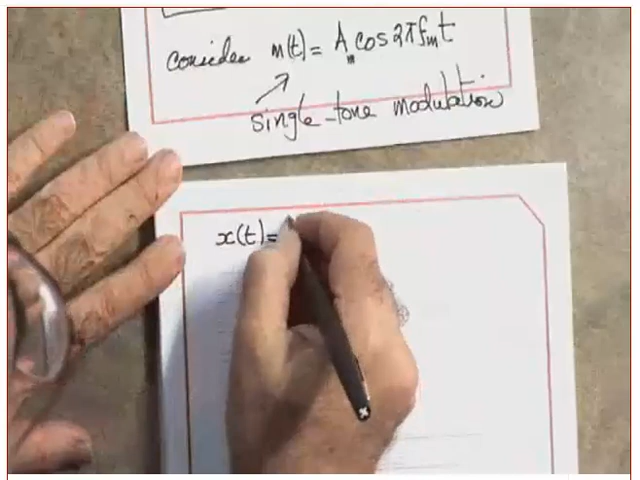 consider m(t) = Am cos 2πfmt
single-tone modulation
x(t) =